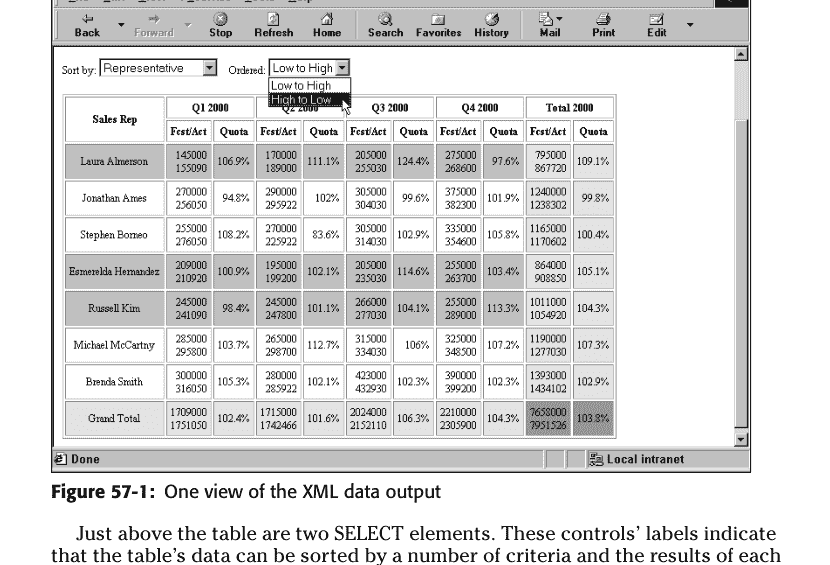 Back Forward Stop Refresh Home Search Favorites History Mail Print Edit
Sort by: Representative Ordered: Low to High
Low to High
High to Low
Sales Rep Q1 2000 Q3 2000 Q4 2000 Total 2000
Fcst/Act Quota Fcst/Act Quota Fcst/Act Quota Fcst/Act Quota Fcst/Act Quota
Laura Almerson 145000 155090 106.9% 170000 189000 111.1% 205000 255030 124.4% 275000 268600 97.6% 795000 867720 109.1%
Jonathan Ames 270000 256050 94.8% 290000 295922 102% 305000 304030 99.6% 375000 382300 101.9% 1240000 1238302 99.8%
Stephen Borneo 255000 276050 108.2% 270000 225922 83.6% 305000 314030 102.9% 335000 354600 105.8% 1165000 1170602 100.4%
Esmerelda Hernandez 209000 210920 100.9% 195000 199200 102.1% 205000 235030 114.6% 255000 263700 103.4% 864000 908850 105.1%
Russell Kim 245000 241090 98.4% 245000 247800 101.1% 266000 277030 104.1% 255000 289000 113.3% 1011000 1054920 104.3%
Michael McCartny 285000 295800 103.7% 265000 298700 112.7% 315000 334030 106% 325000 348500 107.2% 1190000 1277030 107.3%
Brenda Smith 300000 316050 105.3% 280000 285922 102.1% 423000 432930 102.3% 390000 399200 102.3% 1393000 1434102 102.9%
Grand Total 1709000 1751050 102.4% 1715000 1742466 101.6% 2024000 2152110 106.3% 2210000 2305900 104.3% 7658000 7951526 103.8%
Done Local intranet
Figure 57-1: One view of the XML data output
Just above the table are two SELECT elements. These controls' labels indicate
that the table's data can be sorted by a number of criteria and the results of each